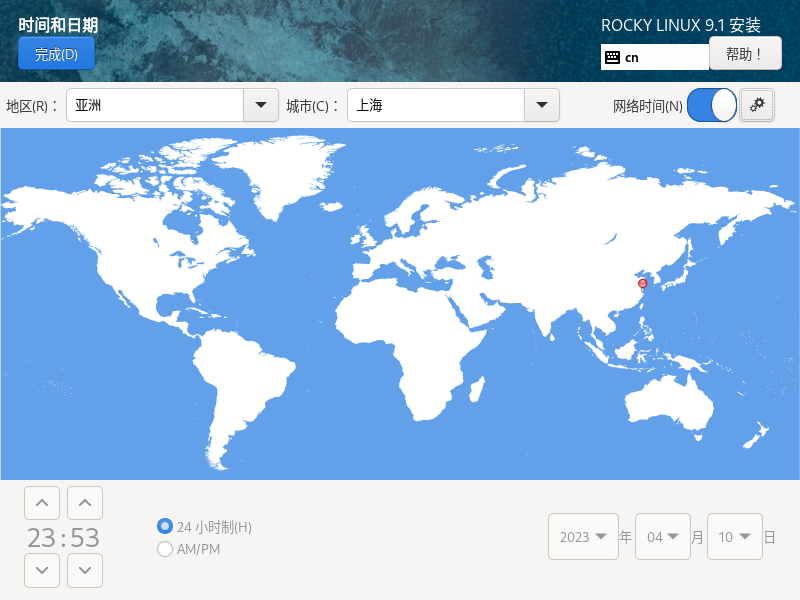 时间和日期
ROCKY LINUX 9.1 安装
完成(D)
cn
帮助！
地区(R)：
亚洲
城市(C)：
上海
网络时间(N)
23:53
24 小时制(H)
AM/PM
2023 年 04 月 10 日